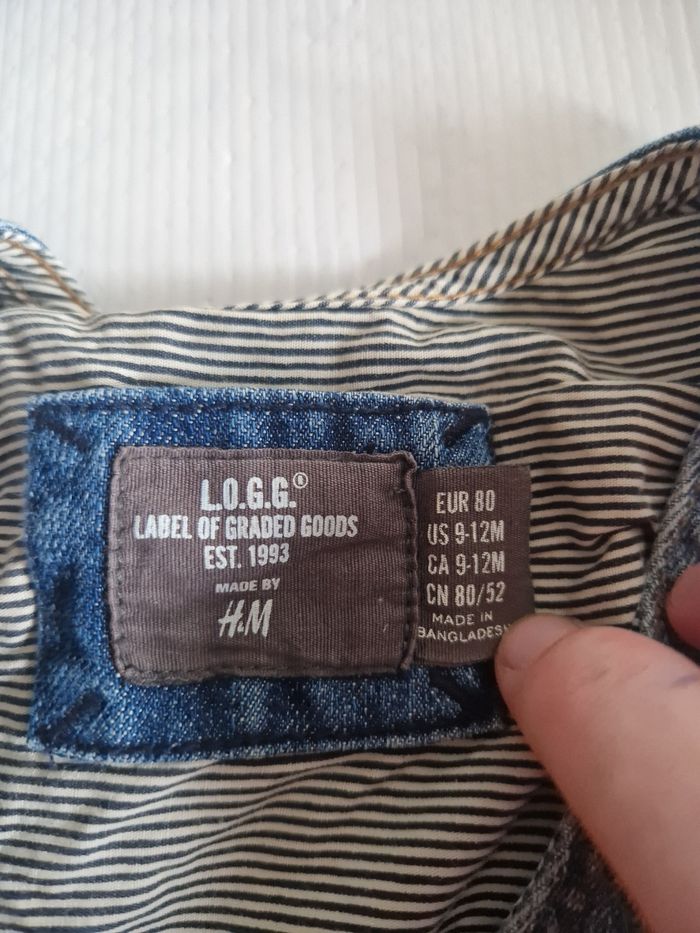 L.O.G.G.®
LABEL OF GRADED GOODS
EST. 1993
MADE BY
H&M
EUR 80
US 9-12M
CA 9-12M
CN 80/52
MADE IN
BANGLADESH